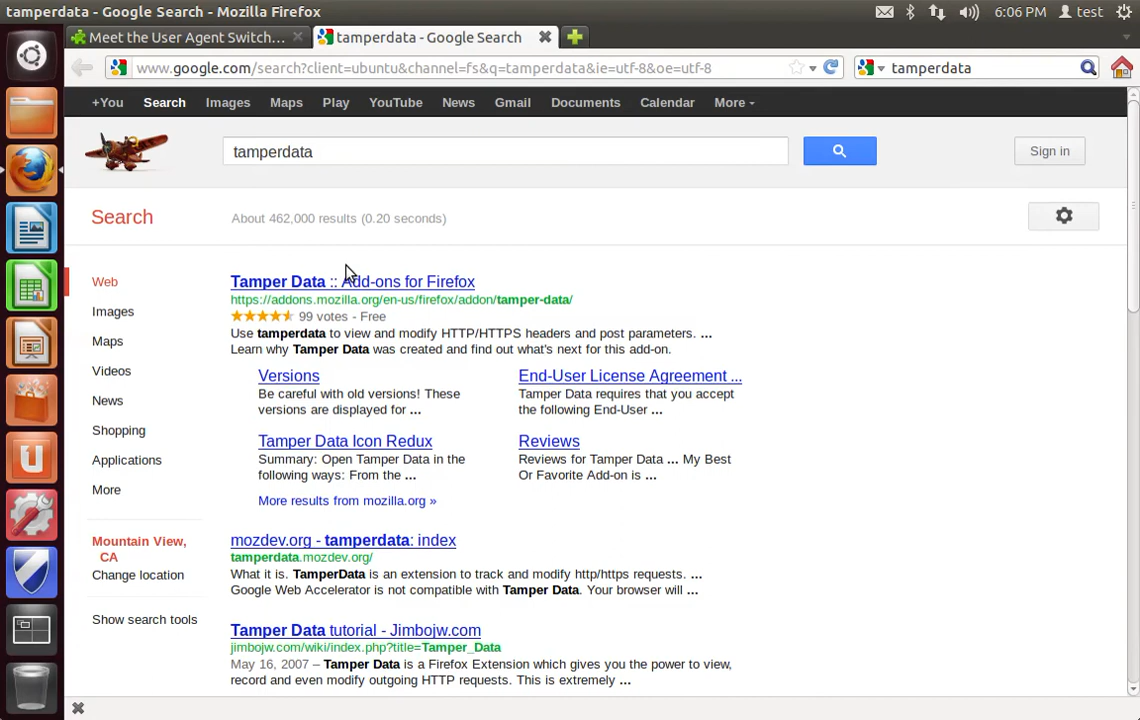 tamperdata - Google Search - Mozilla Firefox
6:06 PM test
Meet the User Agent Switch...
tamperdata - Google Search
www.google.com/search?client=ubuntu&channel=fs&q=tamperdata&ie=utf-8&oe=utf-8
tamperdata
+You Search Images Maps Play YouTube News Gmail Documents Calendar More
tamperdata
Sign in
Search
About 462,000 results (0.20 seconds)
Web
Images
Maps
Videos
News
Shopping
Applications
More
Mountain View,
CA
Change location
Show search tools
Tamper Data :: Add-ons for Firefox
https://addons.mozilla.org/en-us/firefox/addon/tamper-data/
99 votes - Free
Use tamperdata to view and modify HTTP/HTTPS headers and post parameters. ...
Learn why Tamper Data was created and find out what's next for this add-on.
Versions
Be careful with old versions! These
versions are displayed for ...
End-User License Agreement ...
Tamper Data requires that you accept
the following End-User ...
Tamper Data Icon Redux
Summary: Open Tamper Data in the
following ways: From the ...
Reviews
Reviews for Tamper Data ... My Best
Or Favorite Add-on is ...
More results from mozilla.org »
mozdev.org - tamperdata: index
tamperdata.mozdev.org/
What it is. TamperData is an extension to track and modify http/https requests. ...
Google Web Accelerator is not compatible with Tamper Data. Your browser will ...
Tamper Data tutorial - Jimbojw.com
jimbojw.com/wiki/index.php?title=Tamper_Data
May 16, 2007 – Tamper Data is a Firefox Extension which gives you the power to view,
record and even modify outgoing HTTP requests. This is extremely ...